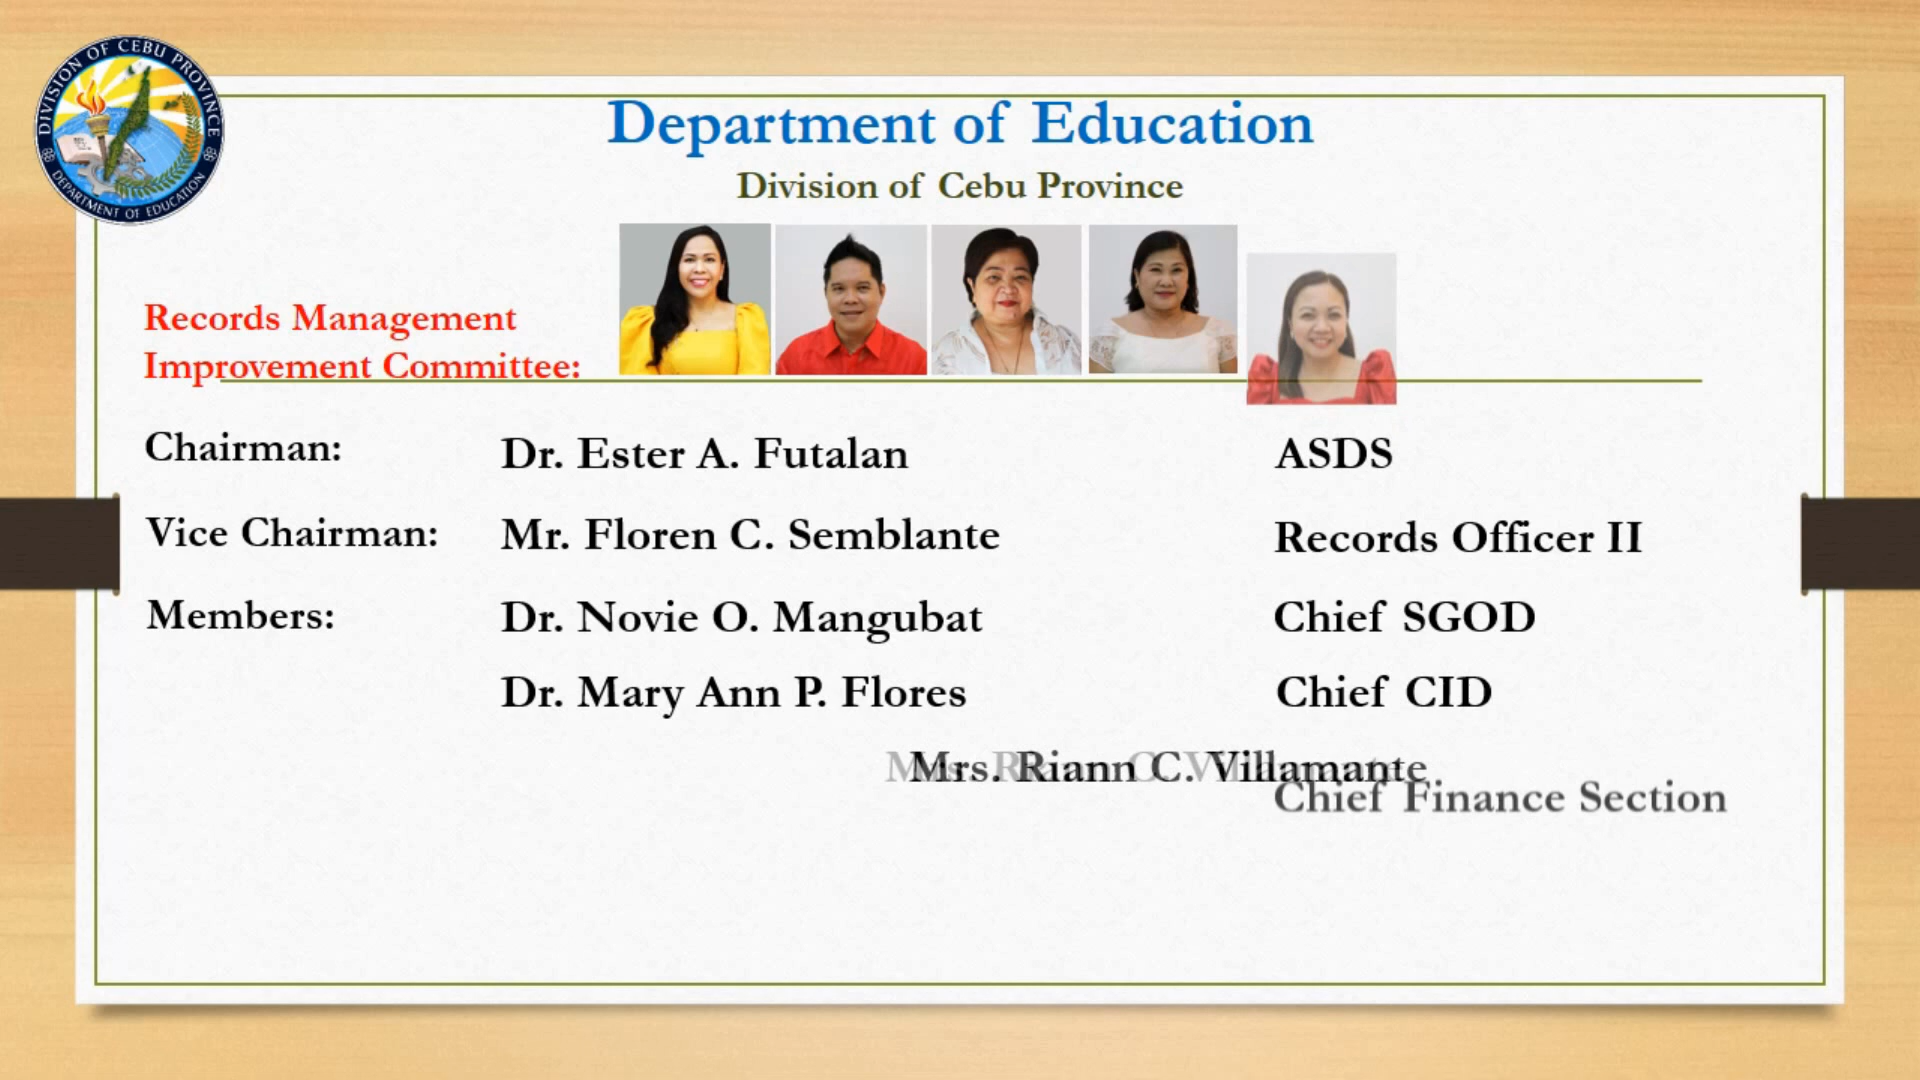 DIVISION OF CEBU PROVINCE
DEPARTMENT OF EDUCATION
Department of Education
Division of Cebu Province
Records Management
Improvement Committee:
Chairman: Dr. Ester A. Futalan ASDS
Vice Chairman: Mr. Floren C. Semblante Records Officer II
Members: Dr. Novie O. Mangubat Chief SGOD
Dr. Mary Ann P. Flores Chief CID
Mrs. Riann C. Villamante
Chief Finance Section